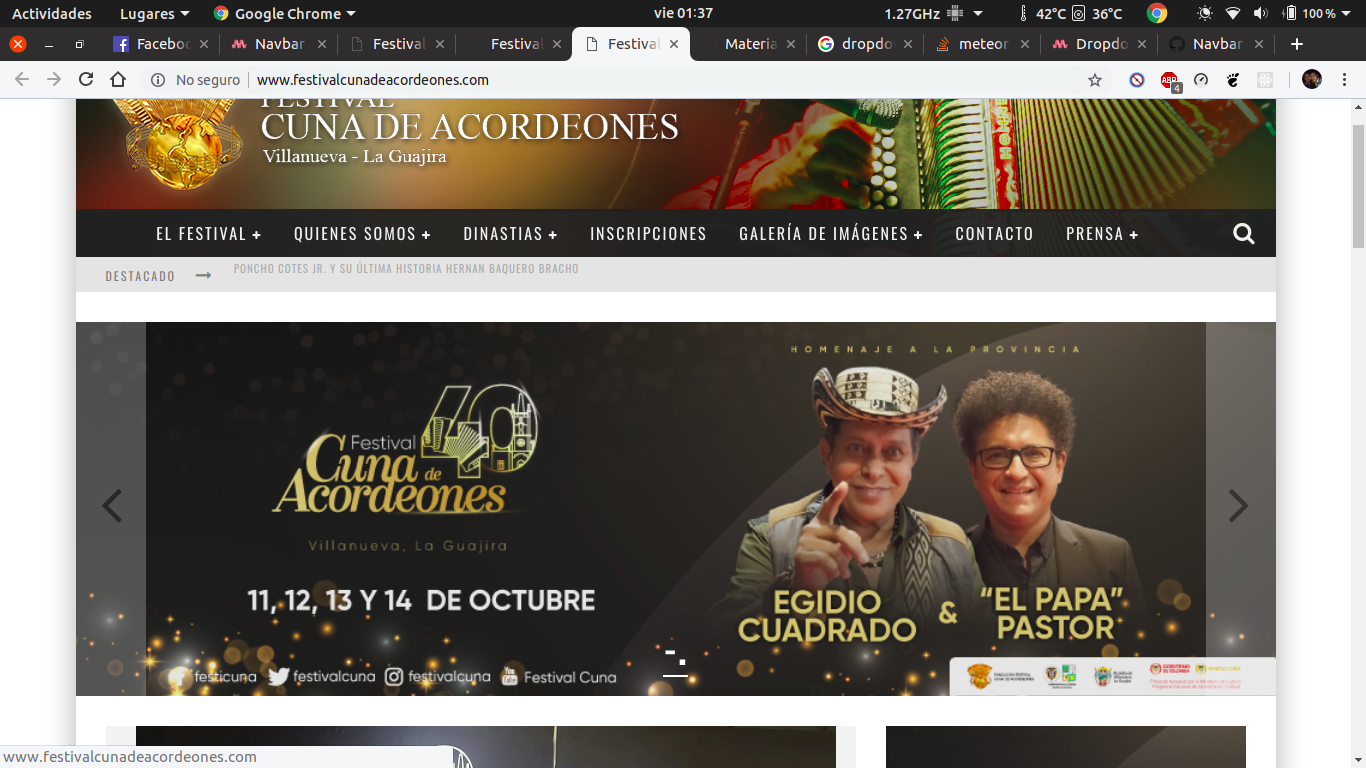 Actividades Lugares Google Chrome vie 01:37 1.27GHz 42°C 36°C 100 %
Faceboo Navbar Festival Festival Festival Materia dropdo meteor Dropdo Navbar
No seguro www.festivalcunadeacordeones.com 4
FESTIVAL
CUNA DE ACORDEONES
Villanueva - La Guajira
EL FESTIVAL + QUIENES SOMOS + DINASTIAS + INSCRIPCIONES GALERÍA DE IMÁGENES + CONTACTO PRENSA +
DESTACADO PONCHO COTES JR. Y SU ÚLTIMA HISTORIA HERNAN BAQUERO BRACHO
HOMENAJE A LA PROVINCIA
40
Festival
Cuna de
Acordeones
Villanueva, La Guajira
11, 12, 13 Y 14 DE OCTUBRE
EGIDIO
CUADRADO
&
“EL PAPA”
PASTOR
festicuna festivalcuna festivalcuna Festival Cuna
www.festivalcunadeacordeones.com